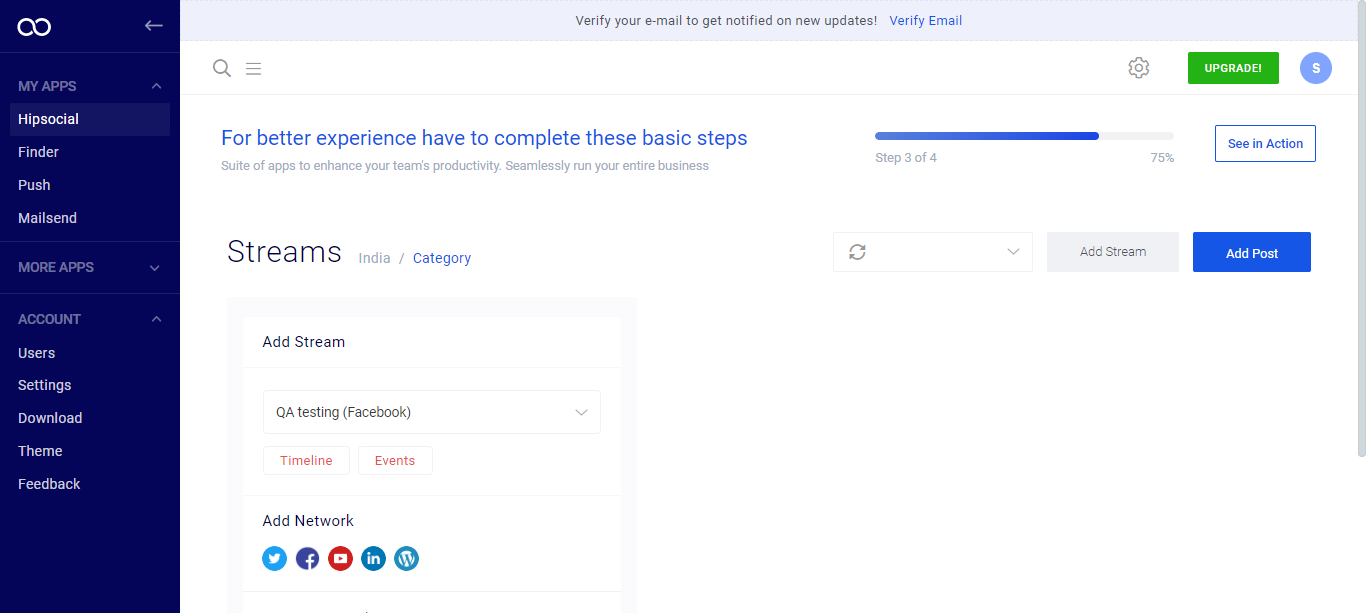 Verify your e-mail to get notified on new updates! Verify Email
MY APPS
Hipsocial
Finder
Push
Mailsend
MORE APPS
ACCOUNT
Users
Settings
Download
Theme
Feedback
UPGRADE!
S
For better experience have to complete these basic steps
Suite of apps to enhance your team's productivity. Seamlessly run your entire business
Step 3 of 4
75%
See in Action
Streams
India / Category
Add Stream
Add Post
Add Stream
QA testing (Facebook)
Timeline
Events
Add Network
in